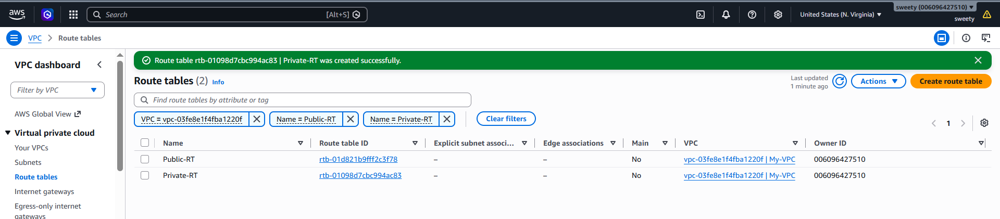 aws
Search [Alt+S]
United States (N. Virginia)
sweety (006096427510)
sweety
VPC Route tables
VPC dashboard
Filter by VPC
AWS Global View
Virtual private cloud
Your VPCs
Subnets
Route tables
Internet gateways
Egress-only internet
gateways
Route table rtb-01098d7cbc994ac83 | Private-RT was created successfully.
Route tables (2) Info
Last updated
1 minute ago
Actions
Create route table
Find route tables by attribute or tag
VPC = vpc-03fe8e1f4fba1220f Name = Public-RT Name = Private-RT Clear filters
1
Name Route table ID Explicit subnet associ... Edge associations Main VPC Owner ID
Public-RT rtb-01d821b9fff2c3f78 – – No vpc-03fe8e1f4fba1220f | My-VPC 006096427510
Private-RT rtb-01098d7cbc994ac83 – – No vpc-03fe8e1f4fba1220f | My-VPC 006096427510